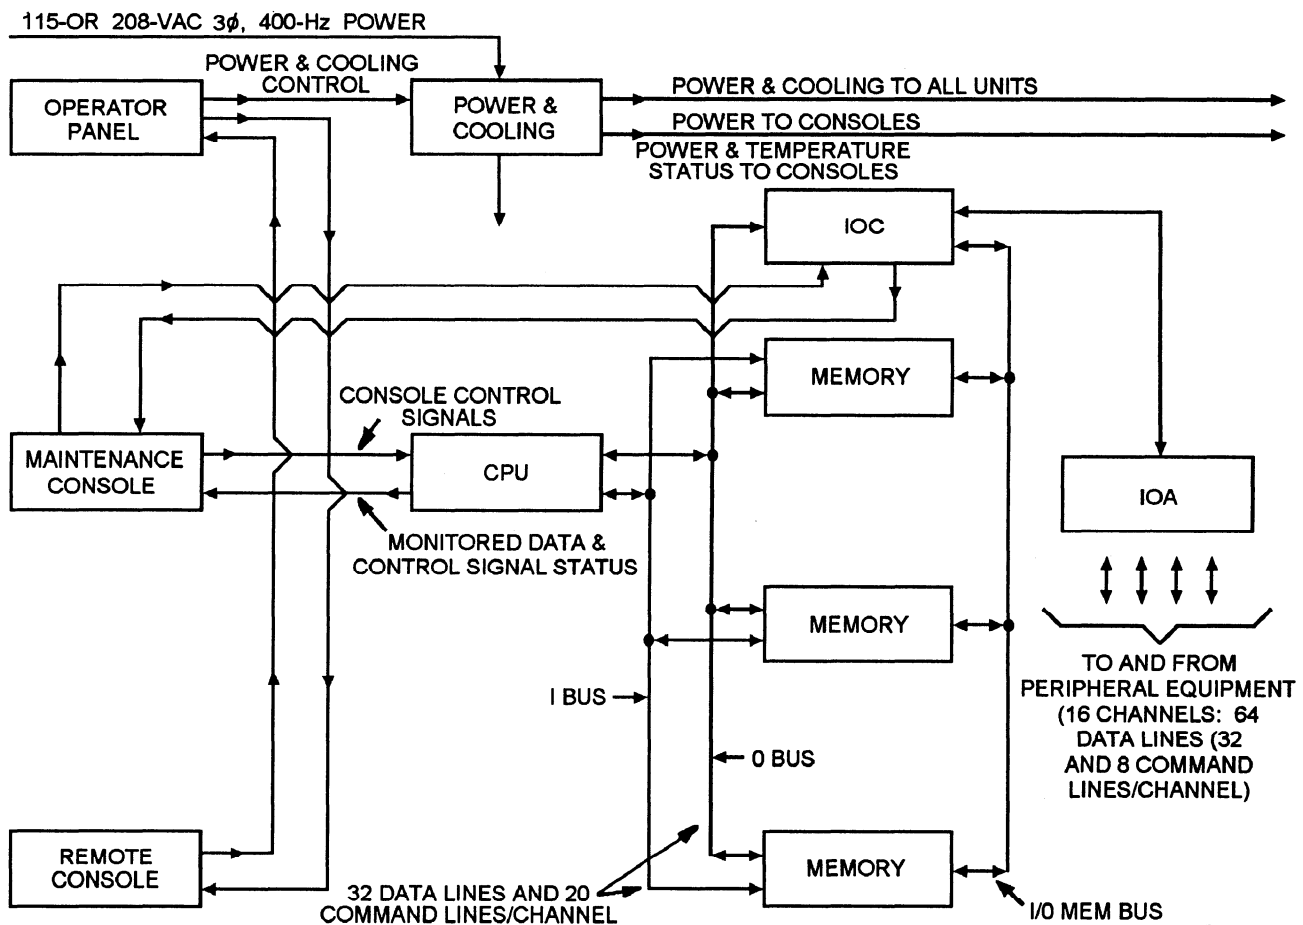 115-OR 208-VAC 3ø, 400-Hz POWER
POWER & COOLING
CONTROL
OPERATOR
PANEL
POWER &
COOLING
POWER & COOLING TO ALL UNITS
POWER TO CONSOLES
POWER & TEMPERATURE
STATUS TO CONSOLES
IOC
MEMORY
CONSOLE CONTROL
SIGNALS
MAINTENANCE
CONSOLE
CPU
IOA
MONITORED DATA &
CONTROL SIGNAL STATUS
MEMORY
TO AND FROM
PERIPHERAL EQUIPMENT
(16 CHANNELS: 64
DATA LINES (32
AND 8 COMMAND
LINES/CHANNEL)
I BUS
0 BUS
REMOTE
CONSOLE
MEMORY
32 DATA LINES AND 20
COMMAND LINES/CHANNEL
I/0 MEM BUS